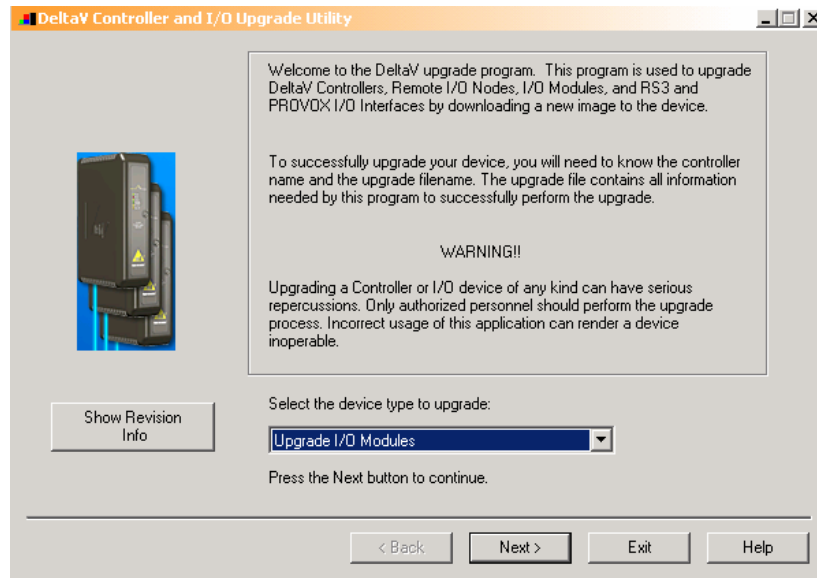 DeltaV Controller and I/O Upgrade Utility
Welcome to the DeltaV upgrade program. This program is used to upgrade
DeltaV Controllers, Remote I/O Nodes, I/O Modules, and RS3 and
PROVOX I/O Interfaces by downloading a new image to the device.
To successfully upgrade your device, you will need to know the controller
name and the upgrade filename. The upgrade file contains all information
needed by this program to successfully perform the upgrade.
WARNING!!
Upgrading a Controller or I/O device of any kind can have serious
repercussions. Only authorized personnel should perform the upgrade
process. Incorrect usage of this application can render a device
inoperable.
Show Revision
Info
Select the device type to upgrade:
Upgrade I/O Modules
Press the Next button to continue.
< Back
Next >
Exit
Help